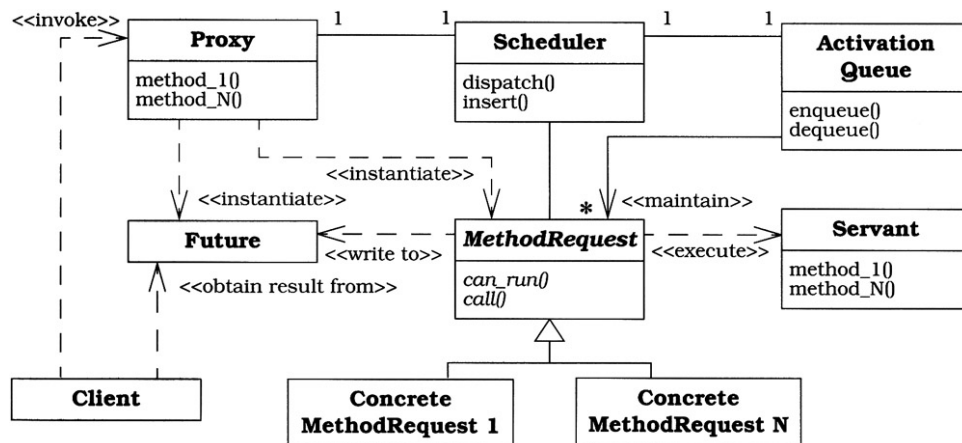 <<invoke>>
1
1
1
1
Proxy
method_1()
method_N()
Scheduler
dispatch()
insert()
Activation
Queue
enqueue()
dequeue()
<<instantiate>>
<<instantiate>>
*
<<maintain>>
Future
<<write to>>
MethodRequest
can_run()
call()
<<execute>>
Servant
method_1()
method_N()
<<obtain result from>>
Client
Concrete
MethodRequest 1
Concrete
MethodRequest N